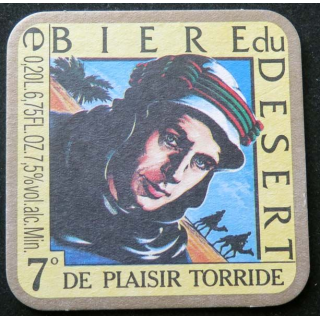 BIERE du
DESERT
e 0,20L. 6,75FL.OZ. 7,5%vol.alc.Min.
7° DE PLAISIR TORRIDE